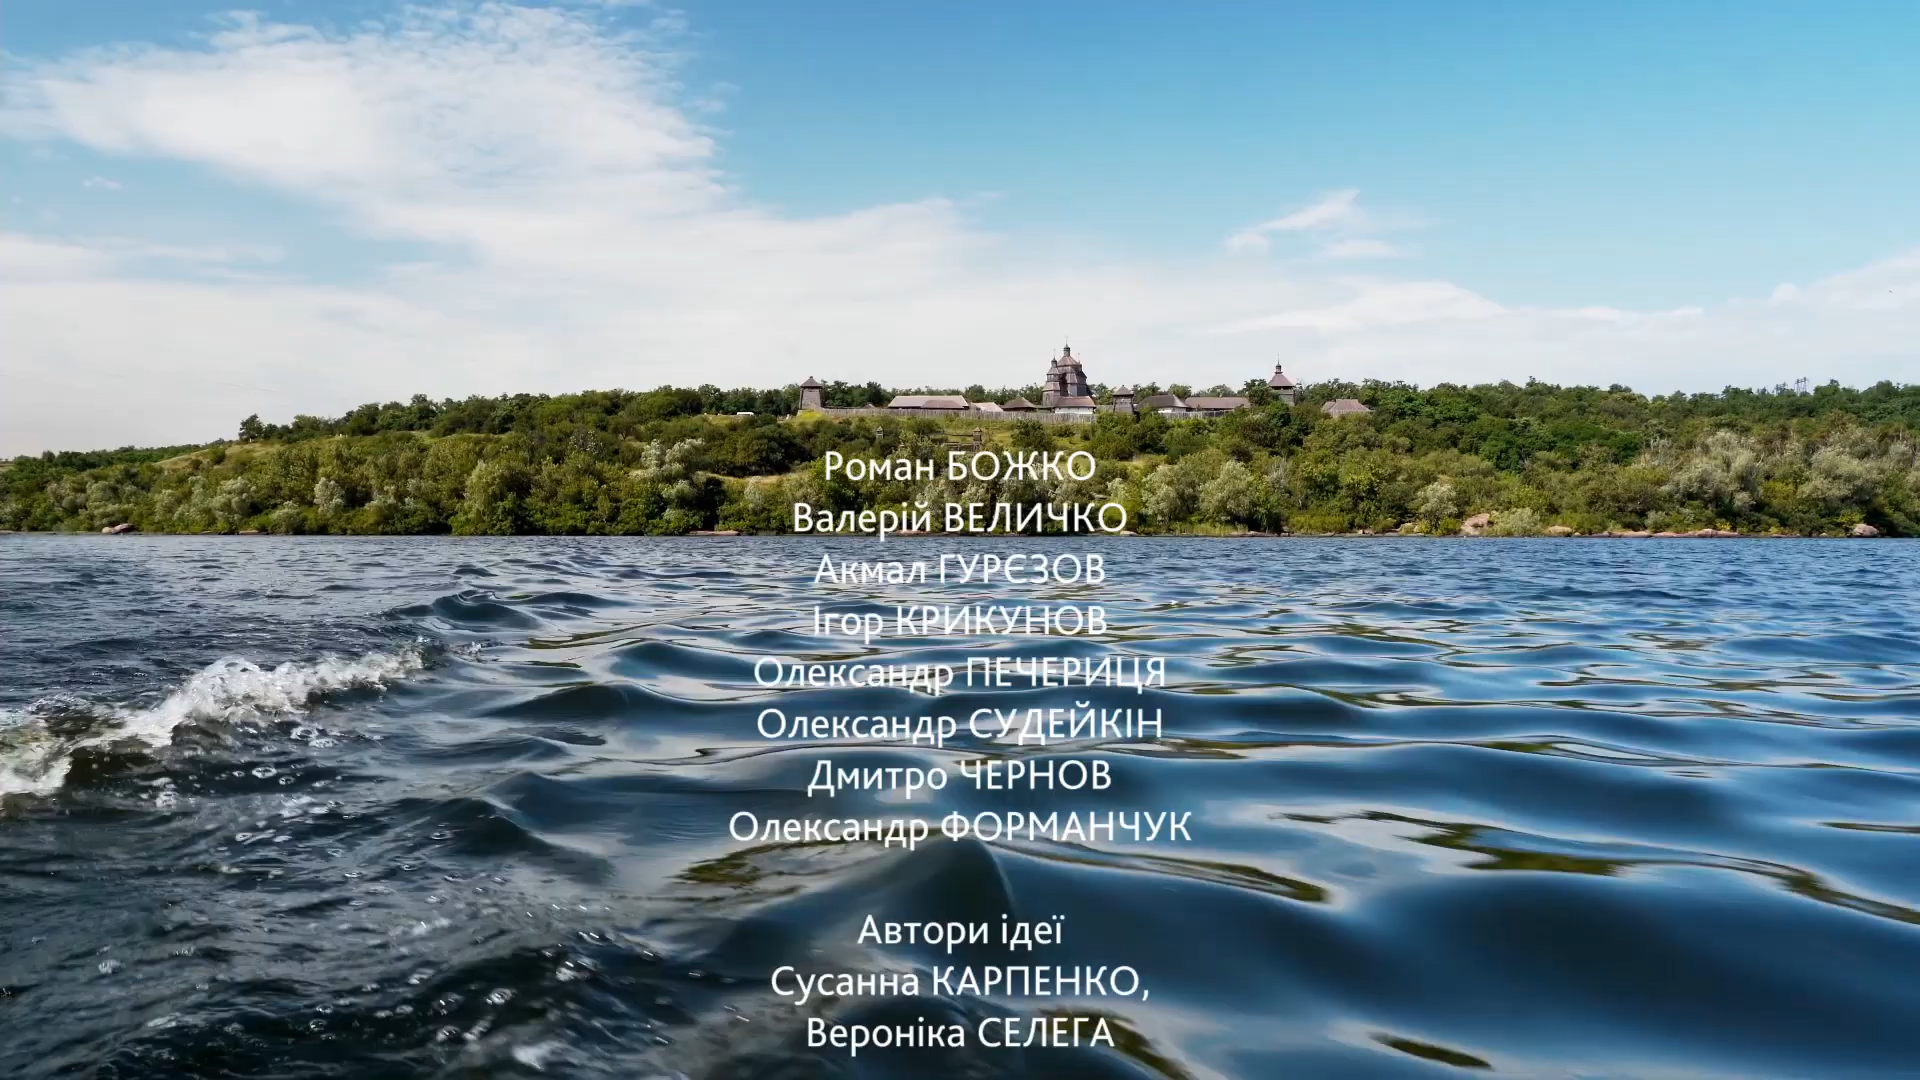 Роман БОЖКО
Валерій ВЕЛИЧКО
Акмал ГУРЄЗОВ
Ігор КРИКУНОВ
Олександр ПЕЧЕРИЦЯ
Олександр СУДЕЙКІН
Дмитро ЧЕРНОВ
Олександр ФОРМАНЧУК
Автори ідеї
Сусанна КАРПЕНКО,
Вероніка СЕЛЕГА